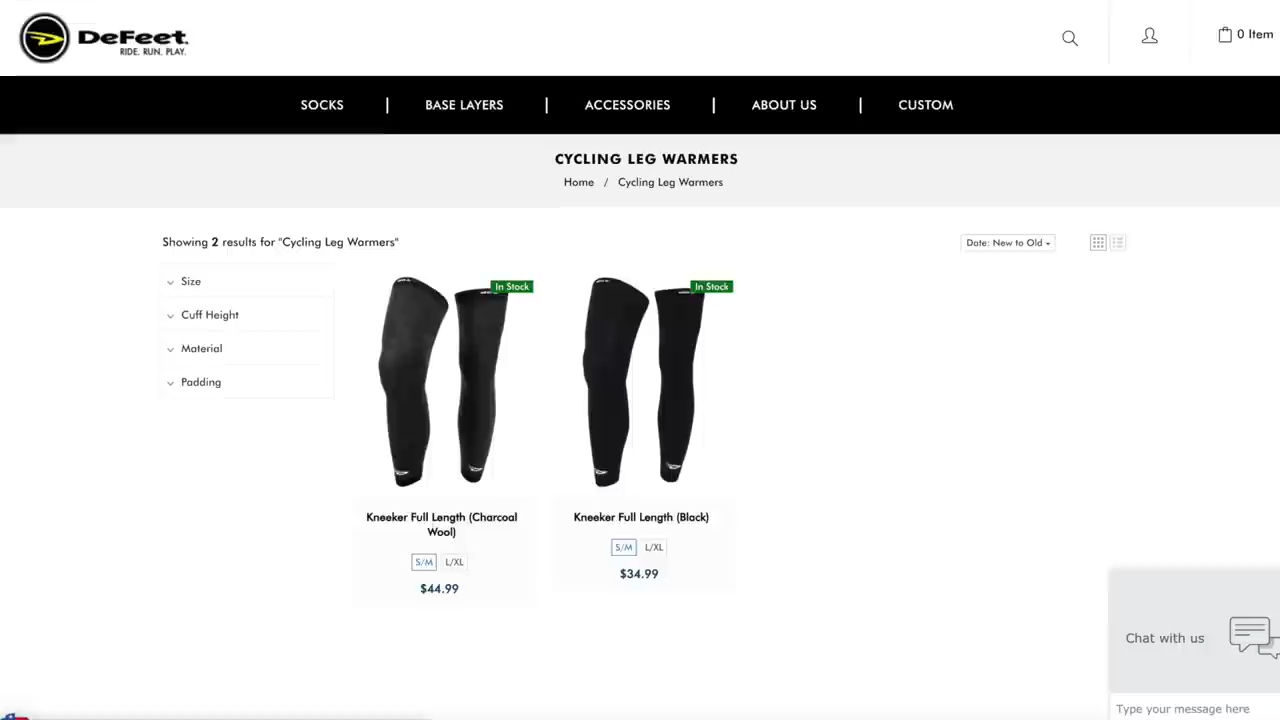 DeFeet.
RIDE. RUN. PLAY.
0 Item
SOCKS | BASE LAYERS | ACCESSORIES | ABOUT US | CUSTOM
CYCLING LEG WARMERS
Home / Cycling Leg Warmers
Showing 2 results for "Cycling Leg Warmers"
Date: New to Old
Size
Cuff Height
Material
Padding
In Stock
Kneeker Full Length (Charcoal
Wool)
S/M L/XL
$44.99
In Stock
Kneeker Full Length (Black)
S/M L/XL
$34.99
Chat with us
Type your message here